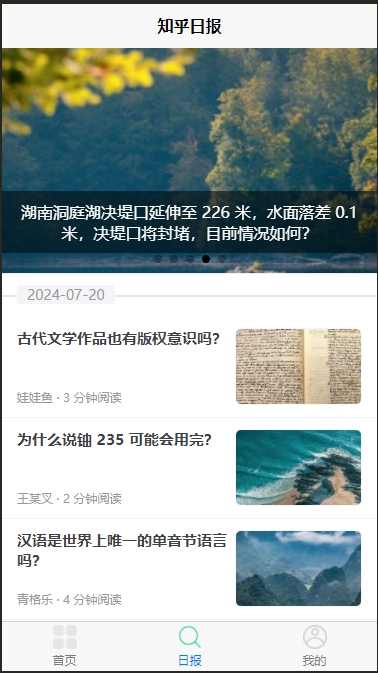 知乎日报
湖南洞庭湖决堤口延伸至 226 米，水面落差 0.1
米，决堤口将封堵，目前情况如何？
2024-07-20
古代文学作品也有版权意识吗？
娃娃鱼 · 3 分钟阅读
为什么说铀 235 可能会用完？
王某叉 · 2 分钟阅读
汉语是世界上唯一的单音节语言
吗？
青格乐 · 4 分钟阅读
首页
日报
我的